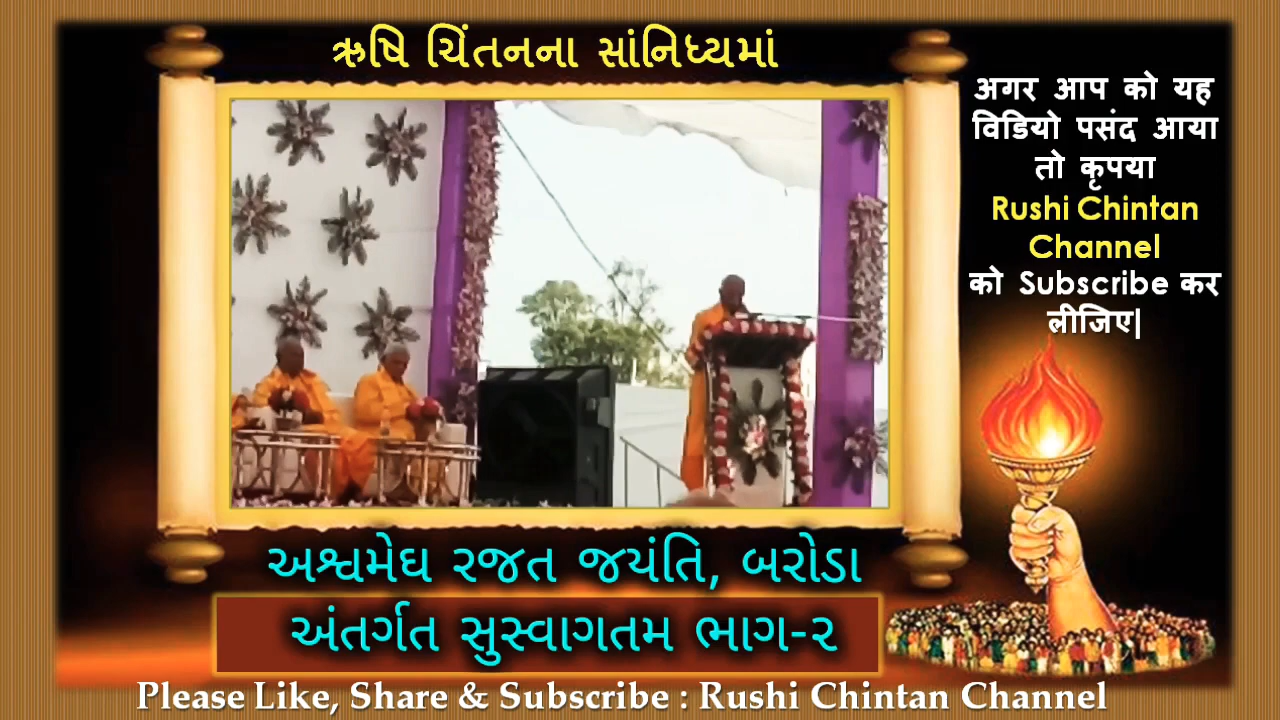 ઋષિ ચિંતનના સાંનિધ્યમાં
अगर आप को यह
विडियो पसंद आया
तो कृपया
Rushi Chintan
Channel
को Subscribe कर
लीजिए|
અશ્વમેઘ રજત જયંતિ, બરોડા
અંતર્ગત સુસ્વાગતમ ભાગ-૨
Please Like, Share & Subscribe : Rushi Chintan Channel